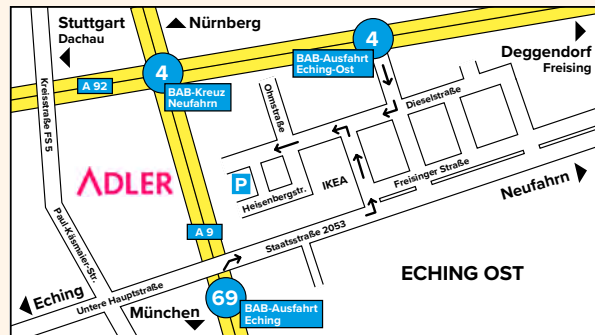 Stuttgart
Dachau
Nürnberg
4
BAB-Ausfahrt
Eching-Ost
Deggendorf
Freising
4
BAB-Kreuz
Neufahrn
A 92
Kreisstraße FS 5
Ohmstraße
Dieselstraße
ADLER
P
Heisenbergstr.
IKEA
Freisinger Straße
Neufahrn
Paul-Käsmaier-Str.
A 9
Staatsstraße 2053
ECHING OST
Eching
Untere Hauptstraße
München
69
BAB-Ausfahrt
Eching